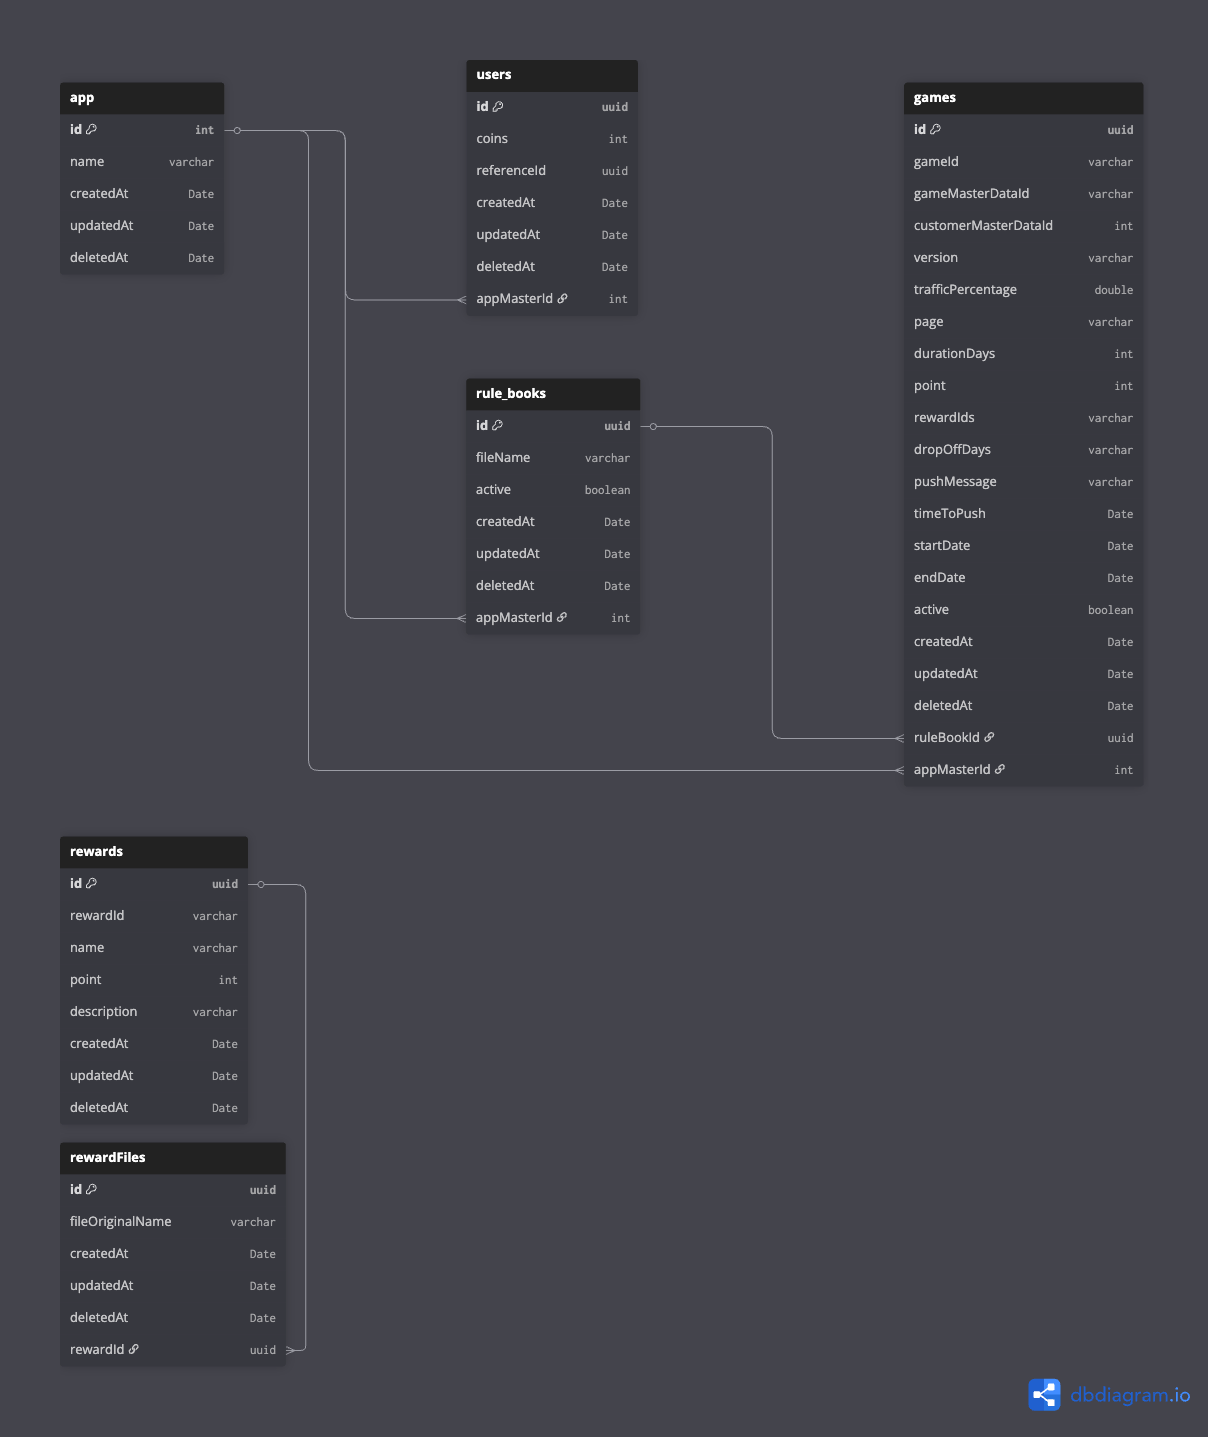 app
id int
name varchar
createdAt Date
updatedAt Date
deletedAt Date
users
id uuid
coins int
referenceId uuid
createdAt Date
updatedAt Date
deletedAt Date
appMasterId int
rule_books
id uuid
fileName varchar
active boolean
createdAt Date
updatedAt Date
deletedAt Date
appMasterId int
games
id uuid
gameId varchar
gameMasterDataId varchar
customerMasterDataId int
version varchar
trafficPercentage double
page varchar
durationDays int
point int
rewardIds varchar
dropOffDays varchar
pushMessage varchar
timeToPush Date
startDate Date
endDate Date
active boolean
createdAt Date
updatedAt Date
deletedAt Date
ruleBookId uuid
appMasterId int
rewards
id uuid
rewardId varchar
name varchar
point int
description varchar
createdAt Date
updatedAt Date
deletedAt Date
rewardFiles
id uuid
fileOriginalName varchar
createdAt Date
updatedAt Date
deletedAt Date
rewardId uuid
dbdiagram.io